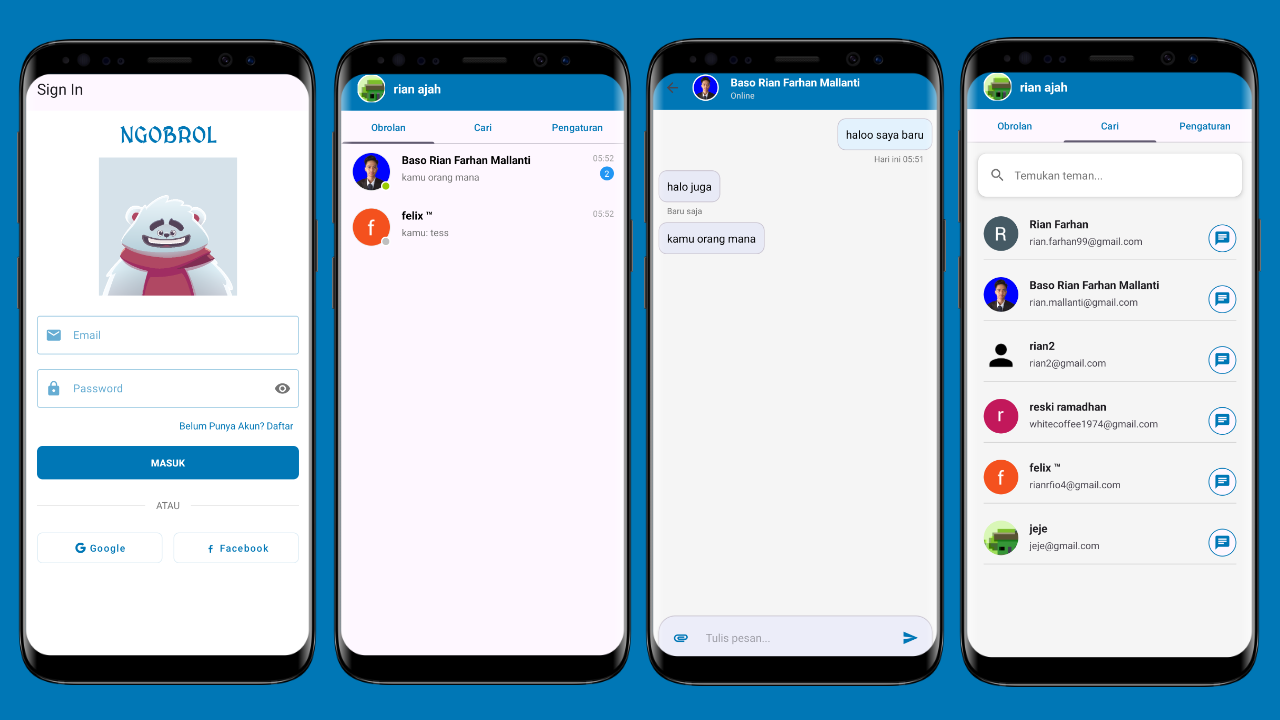 Sign In
NGOBROL
Email
Password
Belum Punya Akun? Daftar
MASUK
ATAU
Google
Facebook
rian ajah
Obrolan Cari Pengaturan
Baso Rian Farhan Mallanti 05:52
kamu orang mana 2
felix ™ 05:52
kamu: tess
Baso Rian Farhan Mallanti
Online
haloo saya baru
Hari ini 05:51
halo juga
Baru saja
kamu orang mana
Tulis pesan...
rian ajah
Obrolan Cari Pengaturan
Temukan teman...
R
Rian Farhan
rian.farhan99@gmail.com
Baso Rian Farhan Mallanti
rian.mallanti@gmail.com
rian2
rian2@gmail.com
r
reski ramadhan
whitecoffee1974@gmail.com
f
felix ™
rianrfio4@gmail.com
jeje
jeje@gmail.com